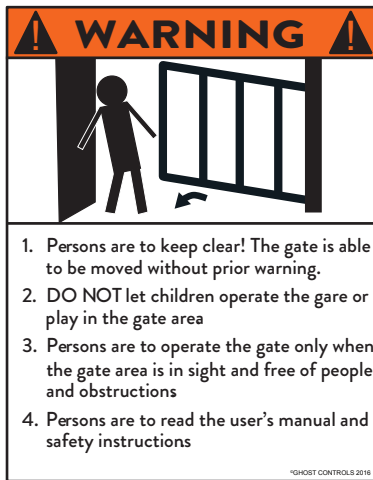 WARNING
1. Persons are to keep clear! The gate is able
to be moved without prior warning.
2. DO NOT let children operate the gare or
play in the gate area
3. Persons are to operate the gate only when
the gate area is in sight and free of people
and obstructions
4. Persons are to read the user’s manual and
safety instructions
©GHOST CONTROLS 2016